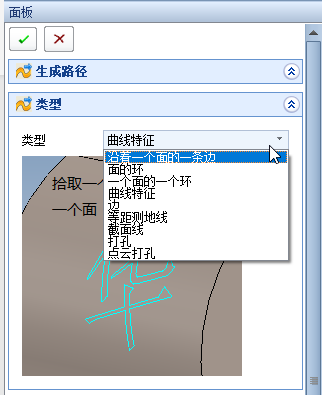 面板
生成路径
类型
类型
曲线特征
沿着一个面的一条边
面的环
一个面的一个环
曲线特征
边
等距测地线
截面线
打孔
点云打孔
拾取一
一个面
华